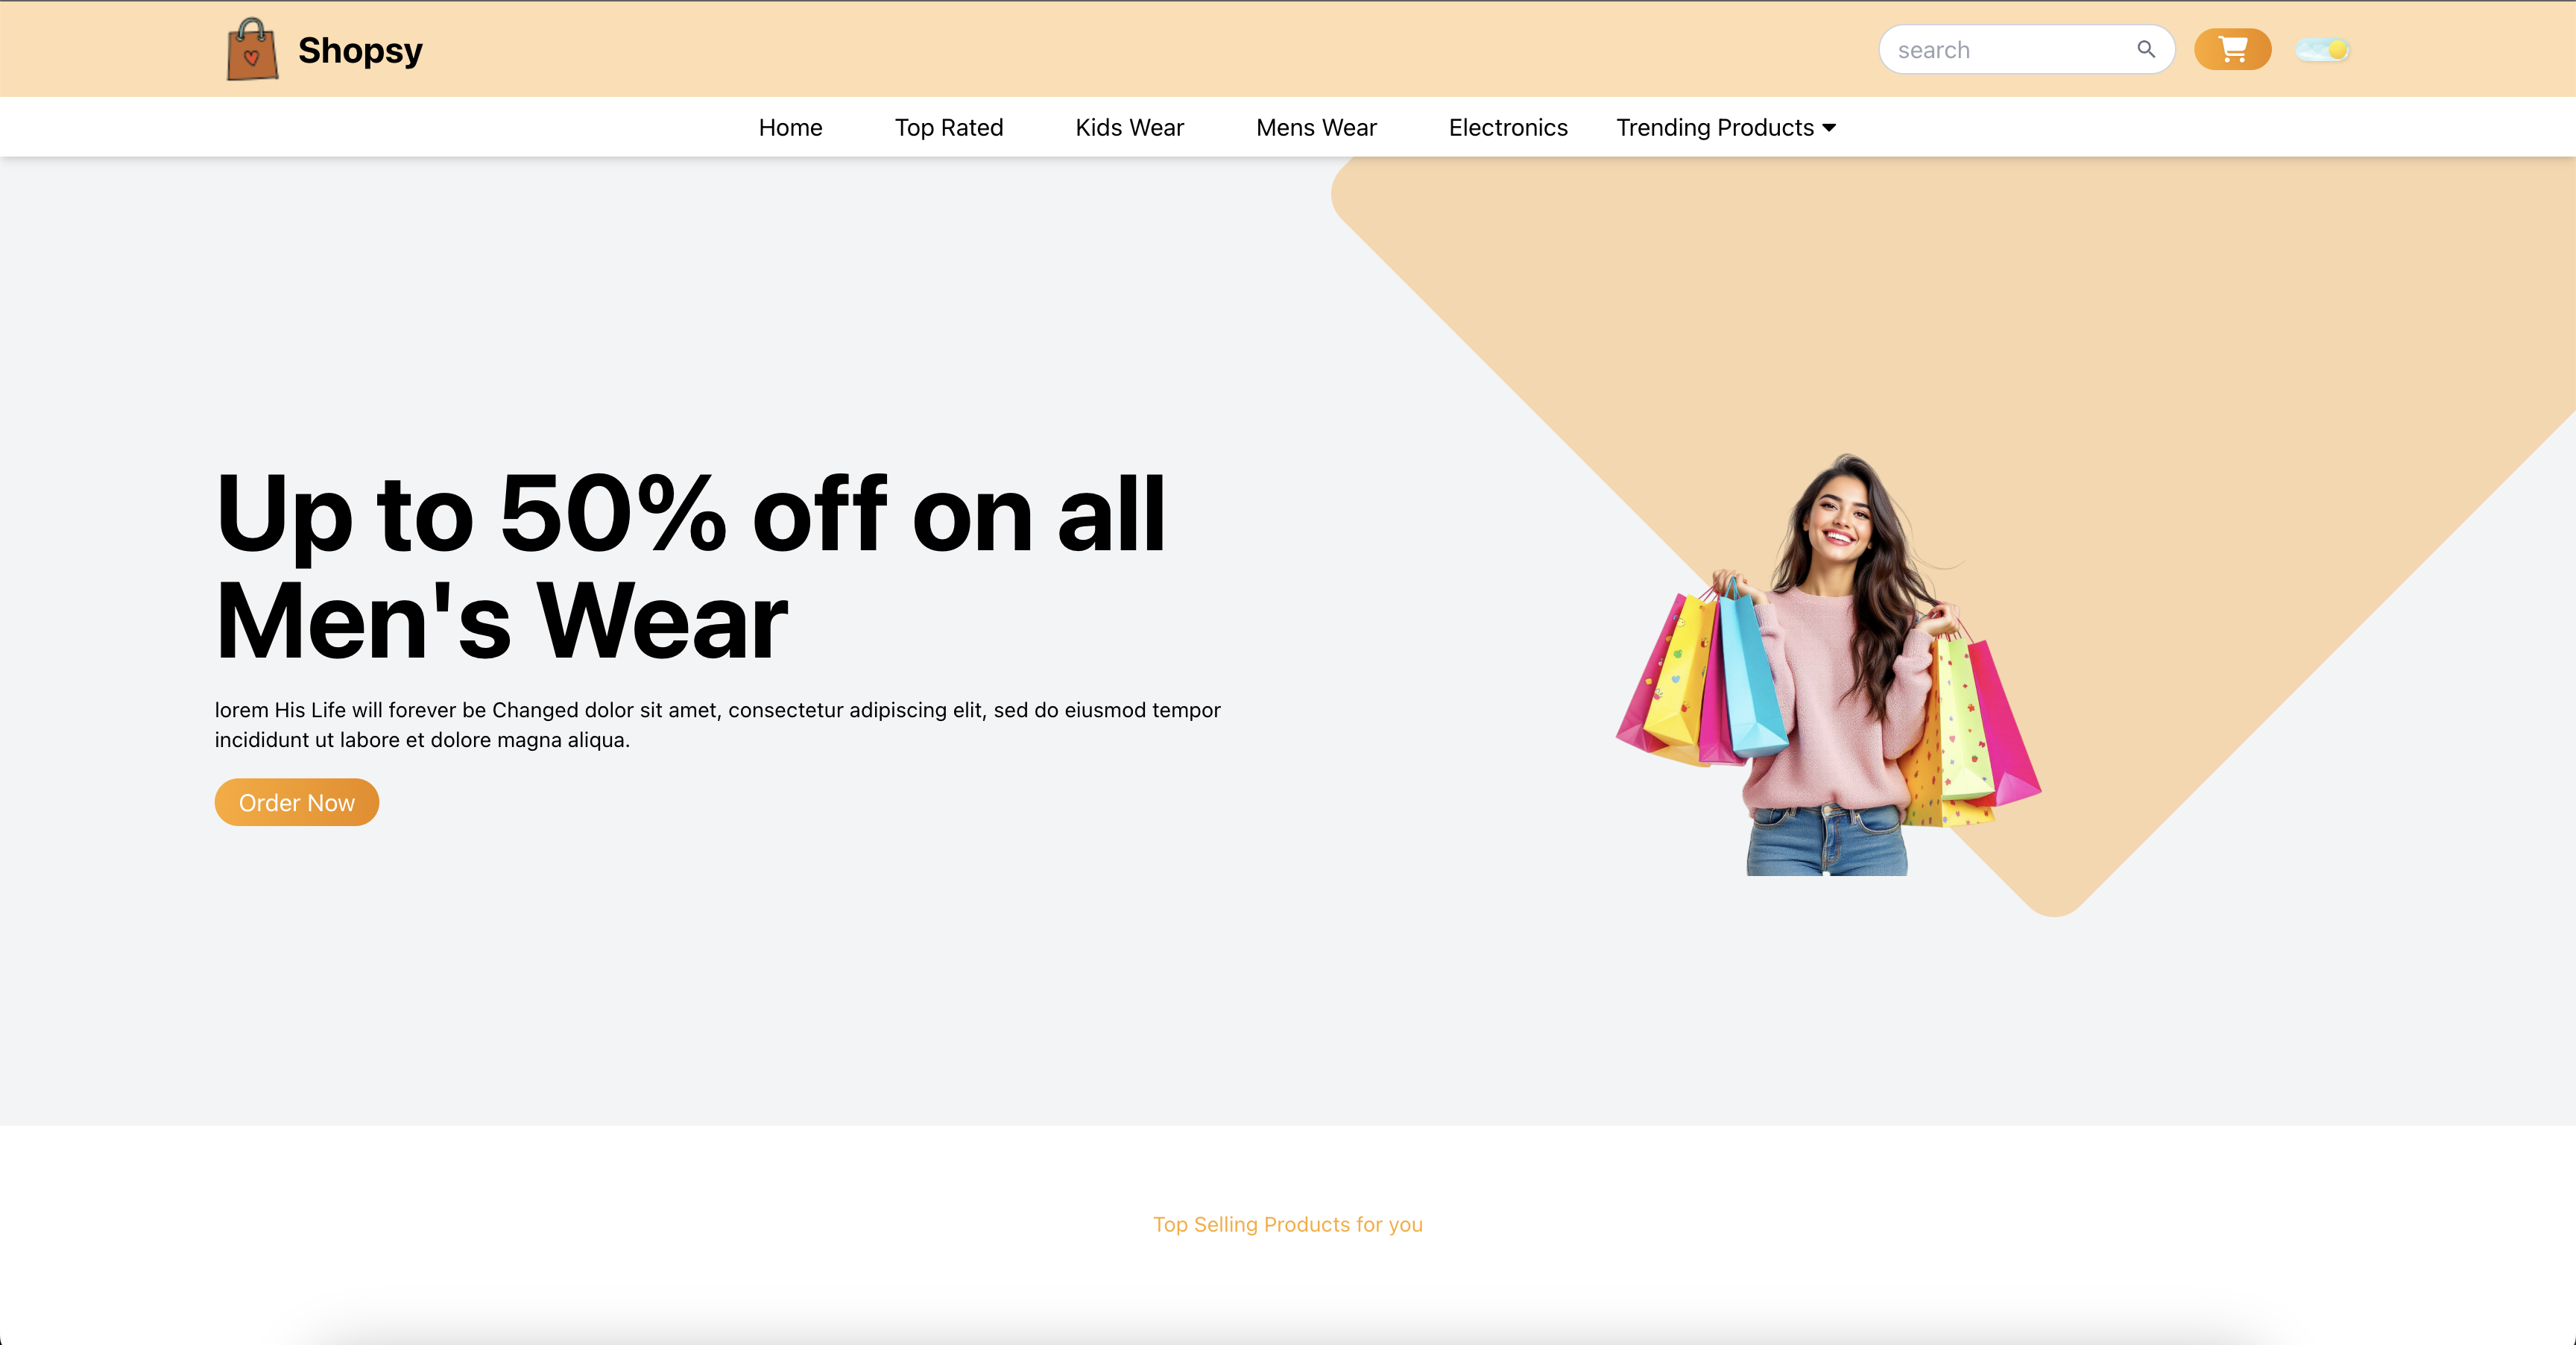 Shopsy
search
Home
Top Rated
Kids Wear
Mens Wear
Electronics
Trending Products
Up to 50% off on all
Men's Wear
lorem His Life will forever be Changed dolor sit amet, consectetur adipiscing elit, sed do eiusmod tempor
incididunt ut labore et dolore magna aliqua.
Order Now
Top Selling Products for you